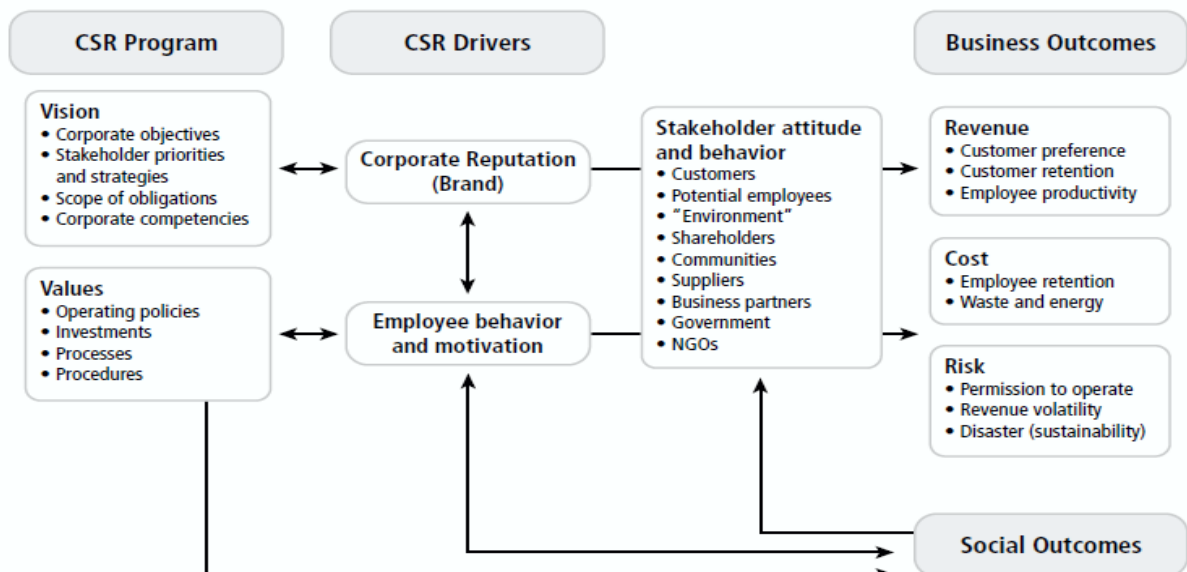 CSR Program
CSR Drivers
Business Outcomes
Vision
• Corporate objectives
• Stakeholder priorities
and strategies
• Scope of obligations
• Corporate competencies
Values
• Operating policies
• Investments
• Processes
• Procedures
Corporate Reputation
(Brand)
Employee behavior
and motivation
Stakeholder attitude
and behavior
• Customers
• Potential employees
• “Environment”
• Shareholders
• Communities
• Suppliers
• Business partners
• Government
• NGOs
Revenue
• Customer preference
• Customer retention
• Employee productivity
Cost
• Employee retention
• Waste and energy
Risk
• Permission to operate
• Revenue volatility
• Disaster (sustainability)
Social Outcomes